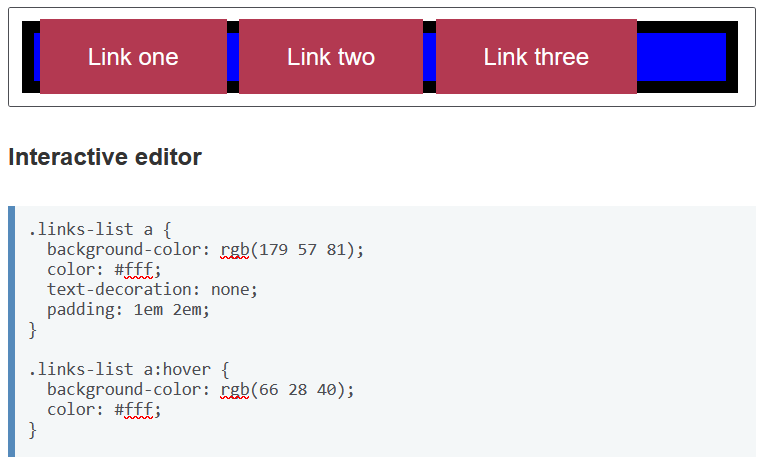 Link one Link two Link three
Interactive editor
.links-list a {
  background-color: rgb(179 57 81);
  color: #fff;
  text-decoration: none;
  padding: 1em 2em;
}
.links-list a:hover {
  background-color: rgb(66 28 40);
  color: #fff;
}